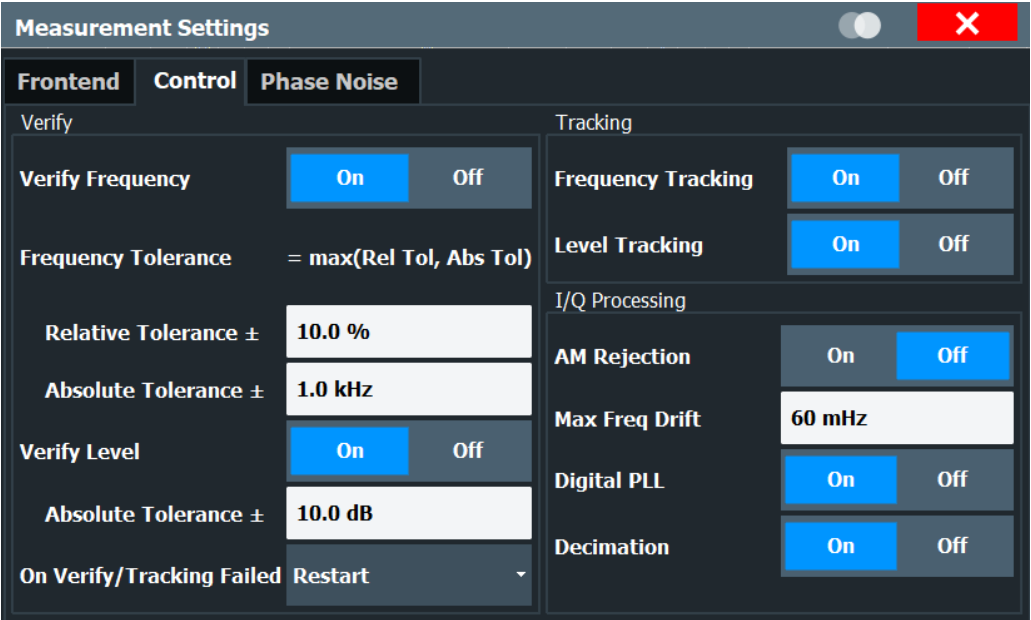 Measurement Settings
Frontend Control Phase Noise
Verify
Verify Frequency On Off
Frequency Tolerance = max(Rel Tol, Abs Tol)
Relative Tolerance ± 10.0 %
Absolute Tolerance ± 1.0 kHz
Verify Level On Off
Absolute Tolerance ± 10.0 dB
On Verify/Tracking Failed Restart
Tracking
Frequency Tracking On Off
Level Tracking On Off
I/Q Processing
AM Rejection On Off
Max Freq Drift 60 mHz
Digital PLL On Off
Decimation On Off